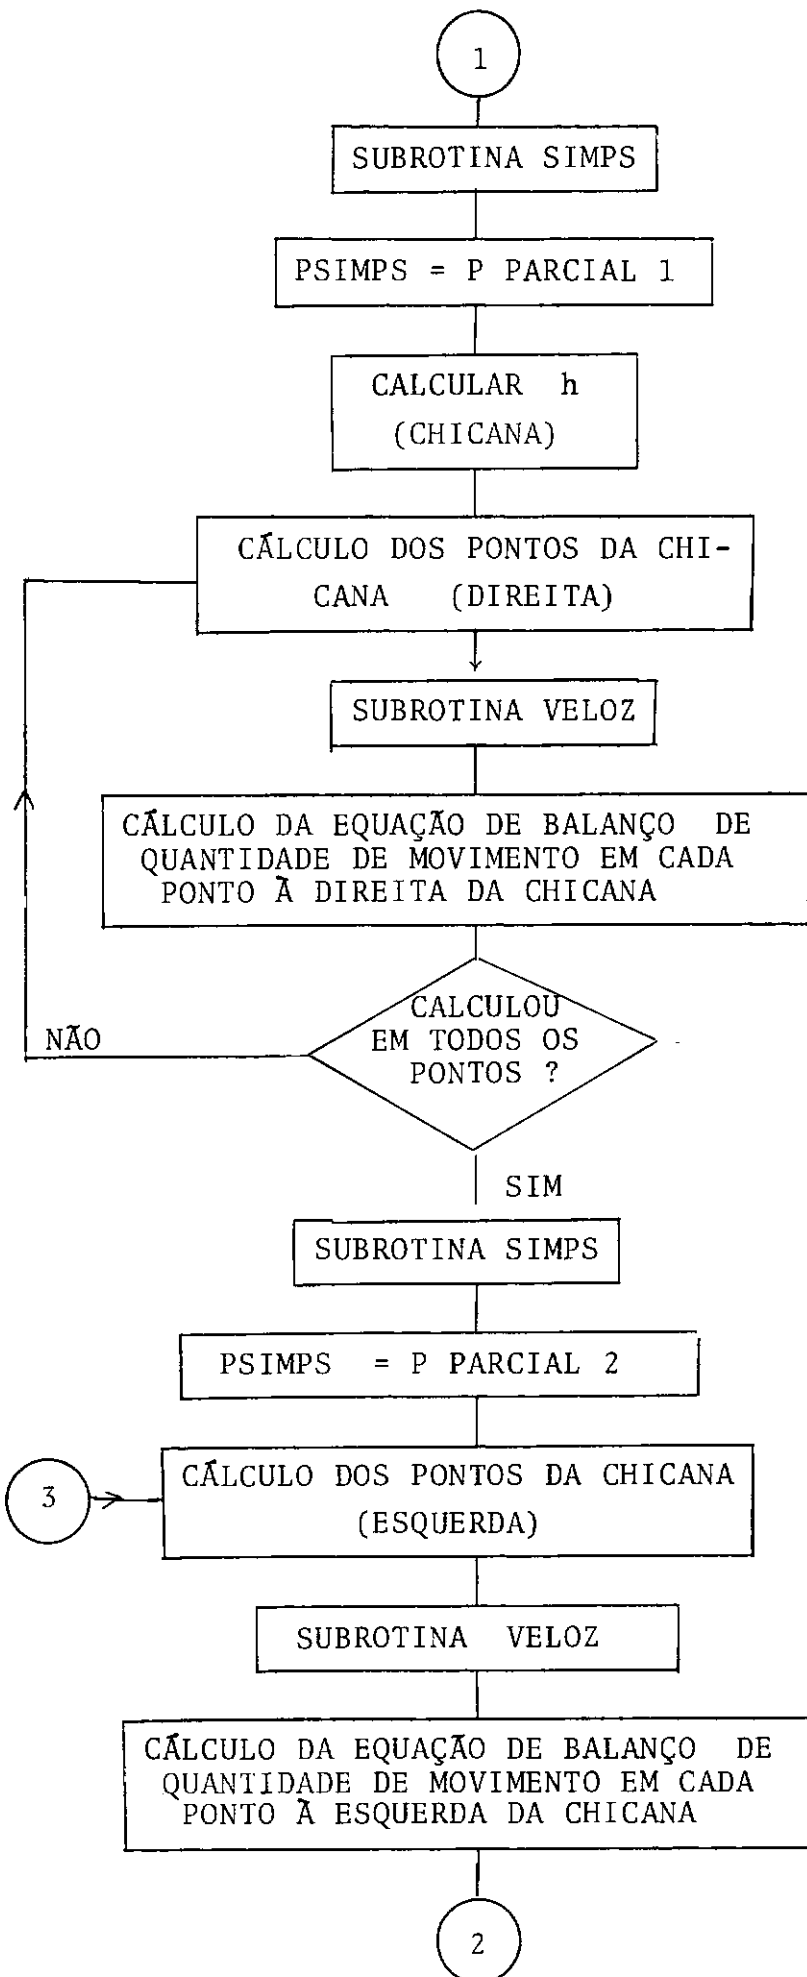 1
SUBROTINA SIMPS
PSIMPS = P PARCIAL 1
CALCULAR h
(CHICANA)
CÁLCULO DOS PONTOS DA CHI-
CANA (DIREITA)
SUBROTINA VELOZ
CÁLCULO DA EQUAÇÃO DE BALANÇO DE
QUANTIDADE DE MOVIMENTO EM CADA
PONTO À DIREITA DA CHICANA
CALCULOU
EM TODOS OS
PONTOS ?
NÃO
SIM
SUBROTINA SIMPS
PSIMPS = P PARCIAL 2
3
CÁLCULO DOS PONTOS DA CHICANA
(ESQUERDA)
SUBROTINA VELOZ
CÁLCULO DA EQUAÇÃO DE BALANÇO DE
QUANTIDADE DE MOVIMENTO EM CADA
PONTO À ESQUERDA DA CHICANA
2